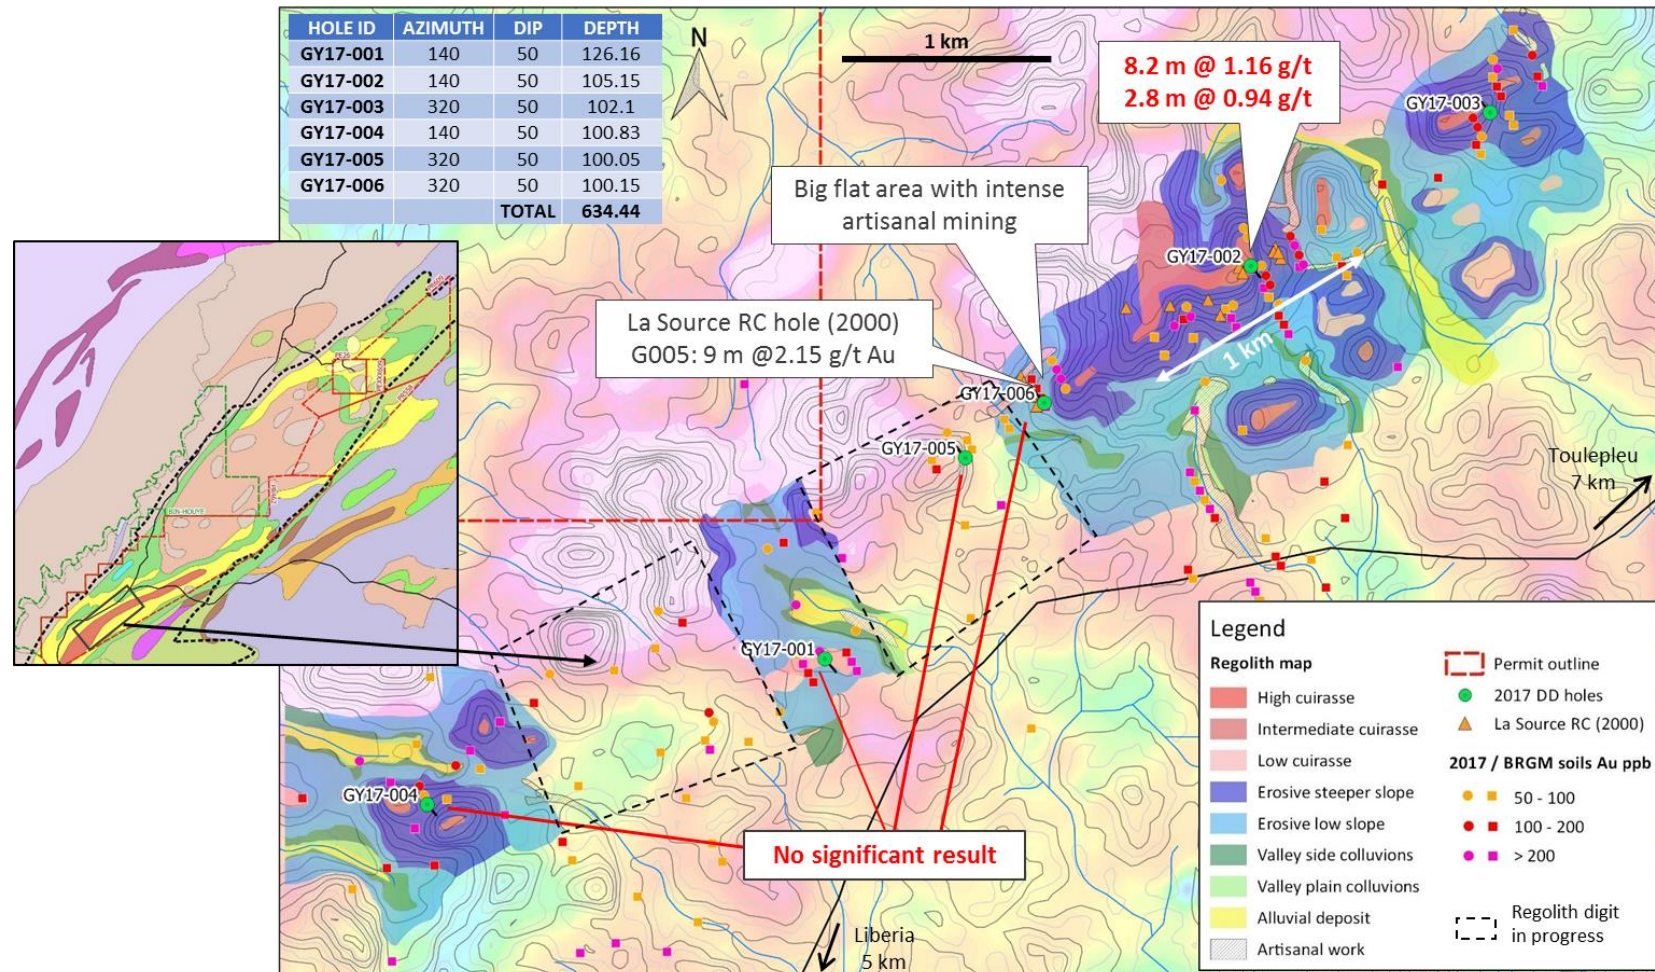 HOLE ID AZIMUTH DIP DEPTH
GY17-001 140 50 126.16
GY17-002 140 50 105.15
GY17-003 320 50 102.1
GY17-004 140 50 100.83
GY17-005 320 50 100.05
GY17-006 320 50 100.15
TOTAL 634.44
N
1 km
8.2 m @ 1.16 g/t
2.8 m @ 0.94 g/t
GY17-003
Big flat area with intense
artisanal mining
GY17-002
La Source RC hole (2000)
G005: 9 m @2.15 g/t Au
1 km
GY17-006
GY17-005
Toulepleu
7 km
GY17-001
GY17-004
No significant result
Liberia
5 km
PE26
BIN-HOUYE
Legend
Regolith map
High cuirasse
Intermediate cuirasse
Low cuirasse
Erosive steeper slope
Erosive low slope
Valley side colluvions
Valley plain colluvions
Alluvial deposit
Artisanal work
Permit outline
2017 DD holes
La Source RC (2000)
2017 / BRGM soils Au ppb
50 - 100
100 - 200
> 200
Regolith digit
in progress